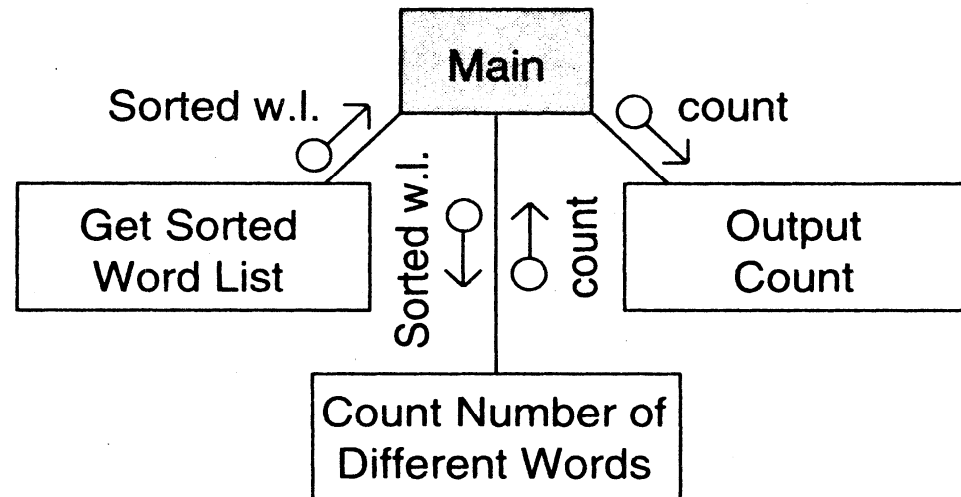 Main
Sorted w.l.
count
Get Sorted
Word List
Sorted w.l.
count
Output
Count
Count Number of
Different Words